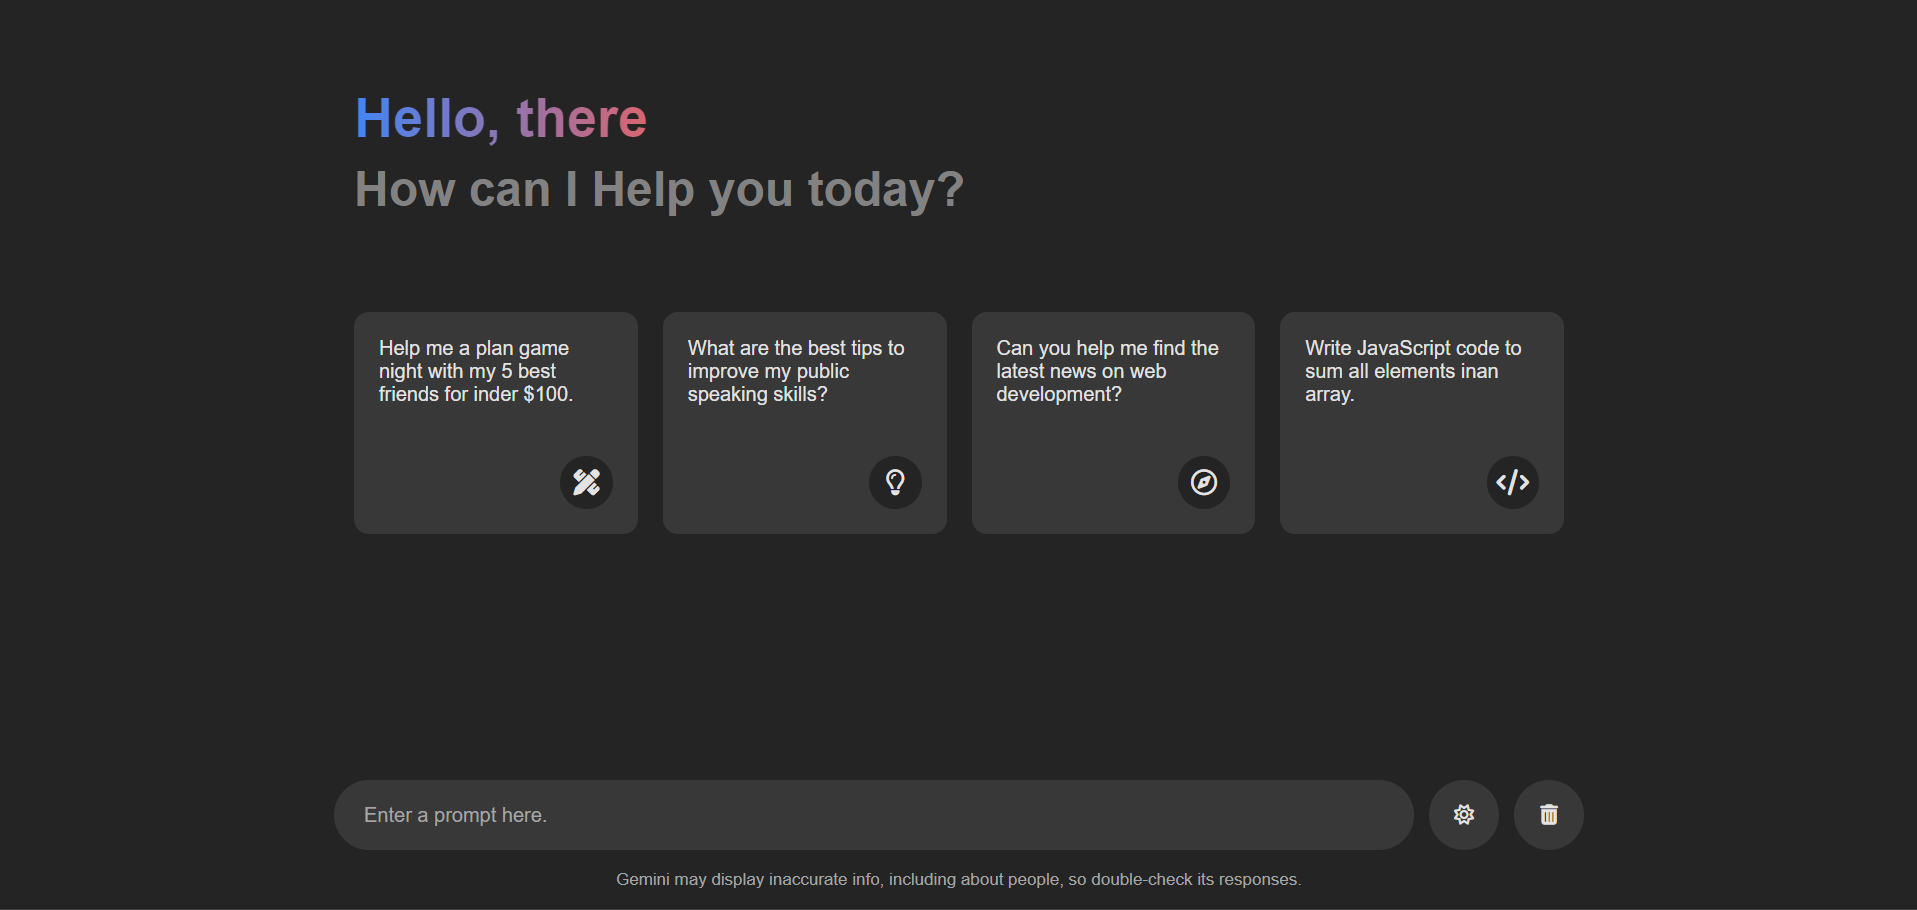 Hello, there
How can I Help you today?
Help me a plan game
night with my 5 best
friends for inder $100.
What are the best tips to
improve my public
speaking skills?
Can you help me find the
latest news on web
development?
Write JavaScript code to
sum all elements inan
array.
Enter a prompt here.
Gemini may display inaccurate info, including about people, so double-check its responses.